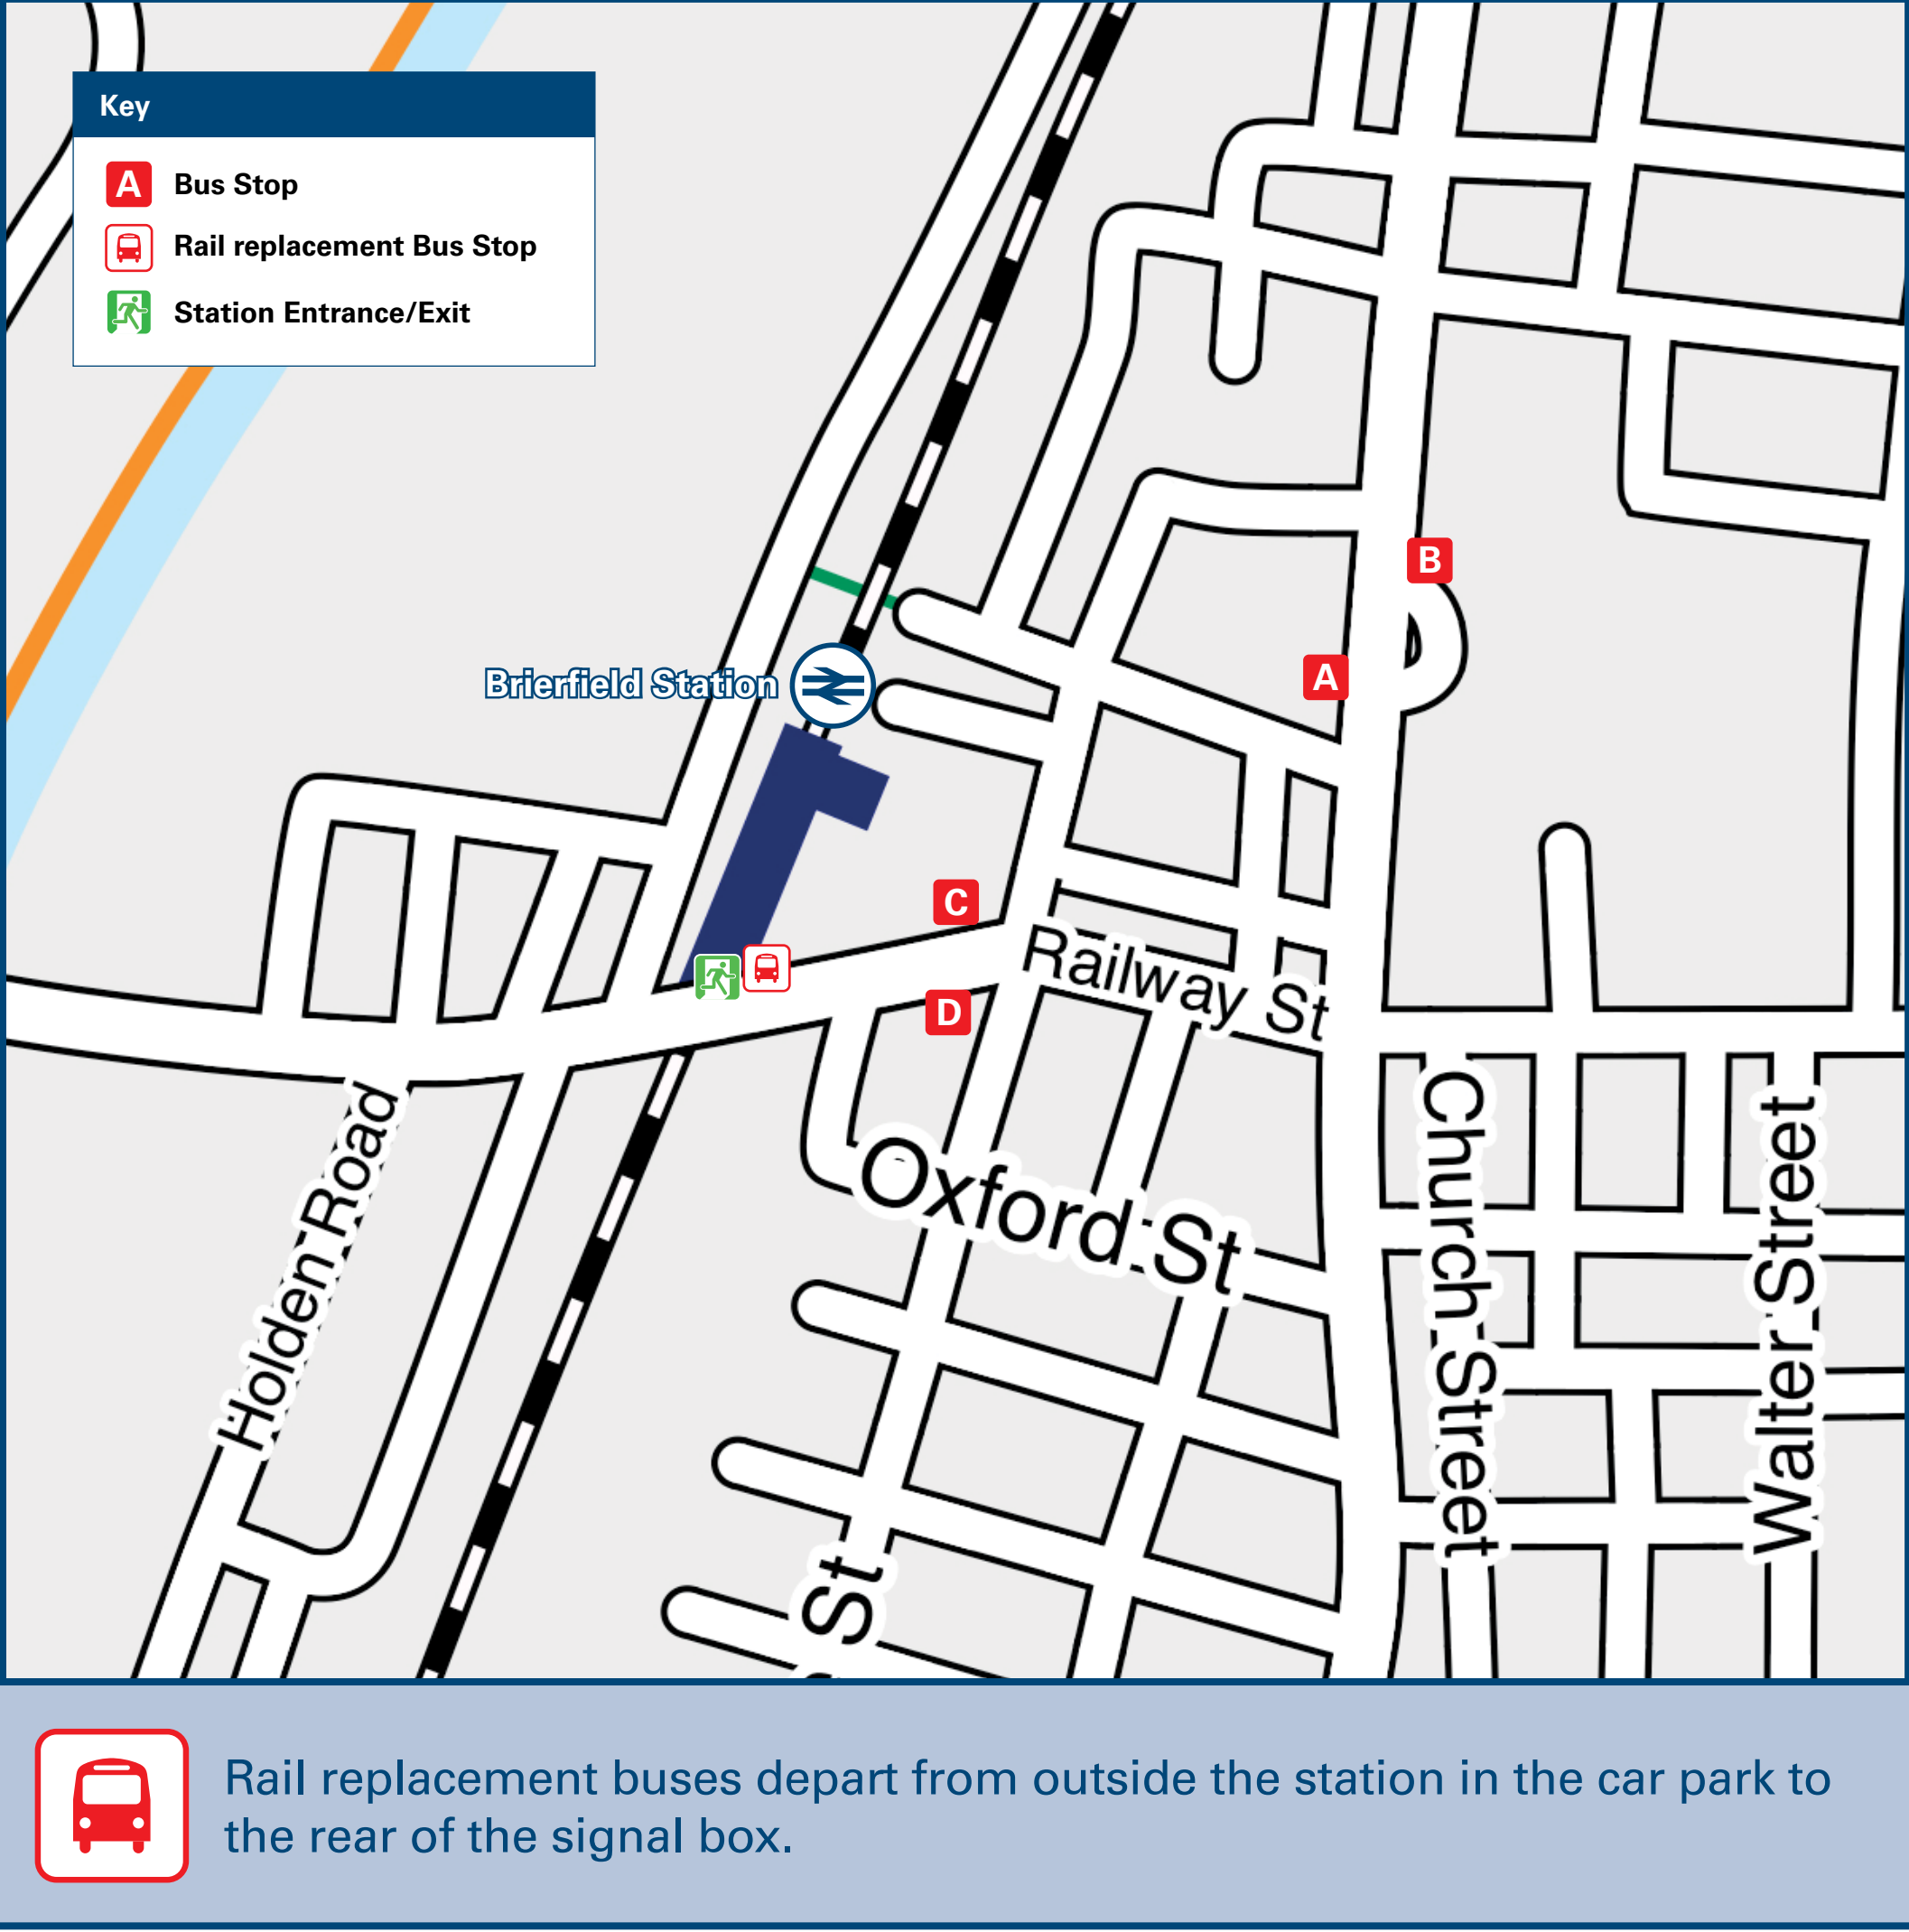 Key
A Bus Stop
Rail replacement Bus Stop
Station Entrance/Exit
B
A
Brierfield Station
C
Railway St
D
Holden Road
Oxford St
Church Street
Walter Street
St
Rail replacement buses depart from outside the station in the car park to
the rear of the signal box.